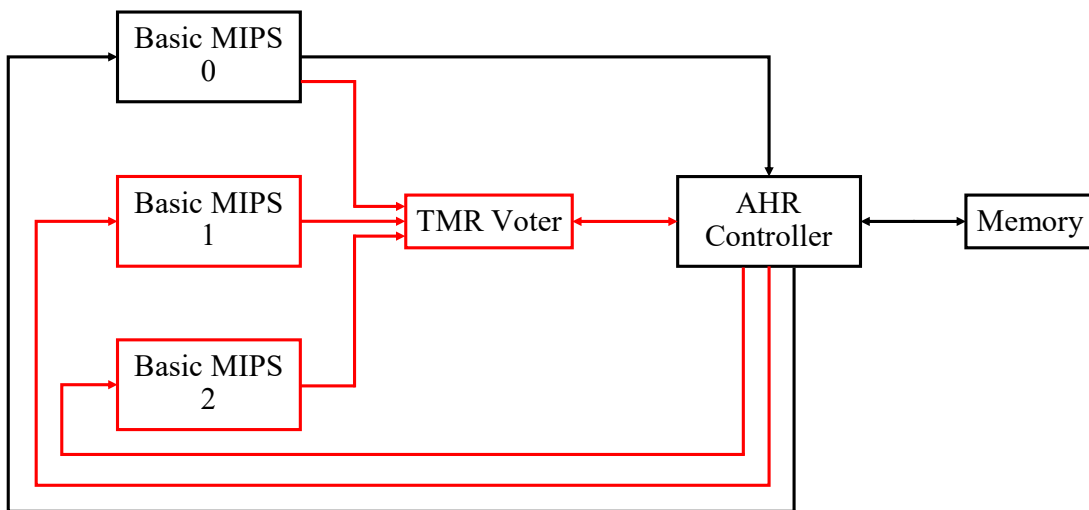 Basic MIPS
0
Basic MIPS
1
TMR Voter
AHR
Controller
Memory
Basic MIPS
2